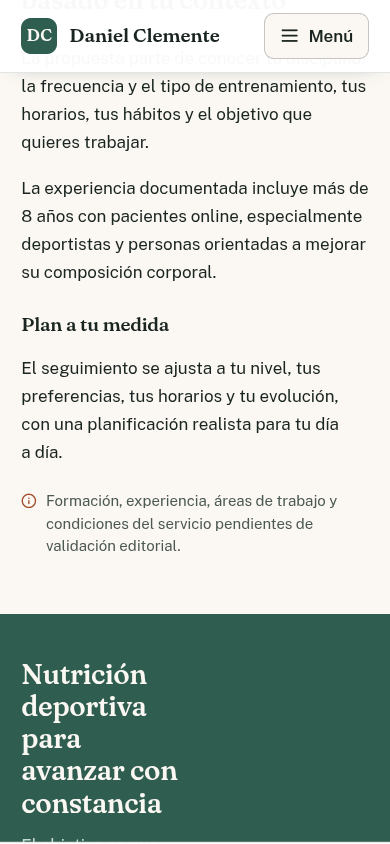 DC
Daniel Clemente
Menú
la frecuencia y el tipo de entrenamiento, tus
horarios, tus hábitos y el objetivo que
quieres trabajar.
La experiencia documentada incluye más de
8 años con pacientes online, especialmente
deportistas y personas orientadas a mejorar
su composición corporal.
Plan a tu medida
El seguimiento se ajusta a tu nivel, tus
preferencias, tus horarios y tu evolución,
con una planificación realista para tu día
a día.
Formación, experiencia, áreas de trabajo y
condiciones del servicio pendientes de
validación editorial.
Nutrición
deportiva
para
avanzar con
constancia